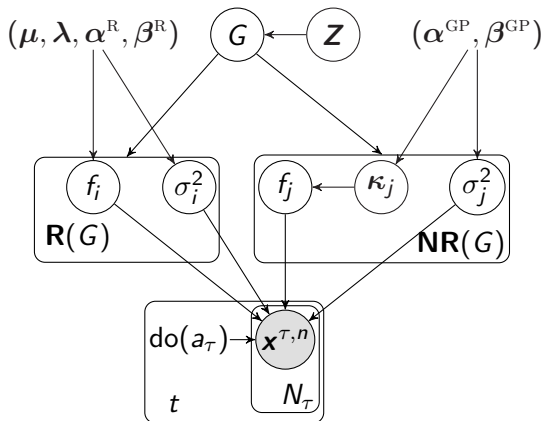 (μ, λ, α^R, β^R) G Z (α^GP, β^GP)
f_i σ_i^2 f_j κ_j σ_j^2
R(G) NR(G)
do(a_τ) x^{τ,n}
t N_τ